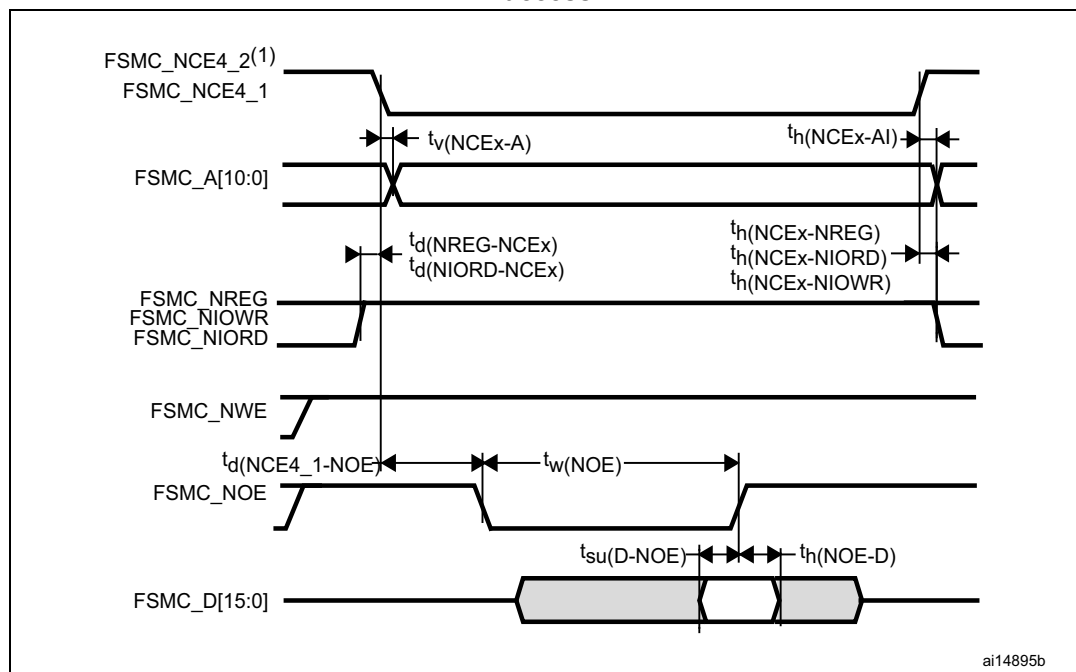 FSMC_NCE4_2(1)
FSMC_NCE4_1
tv(NCEx-A)
th(NCEx-AI)
FSMC_A[10:0]
td(NREG-NCEx)
td(NIORD-NCEx)
th(NCEx-NREG)
th(NCEx-NIORD)
th(NCEx-NIOWR)
FSMC_NREG
FSMC_NIOWR
FSMC_NIORD
FSMC_NWE
td(NCE4_1-NOE)
tw(NOE)
FSMC_NOE
tsu(D-NOE)
th(NOE-D)
FSMC_D[15:0]
ai14895b